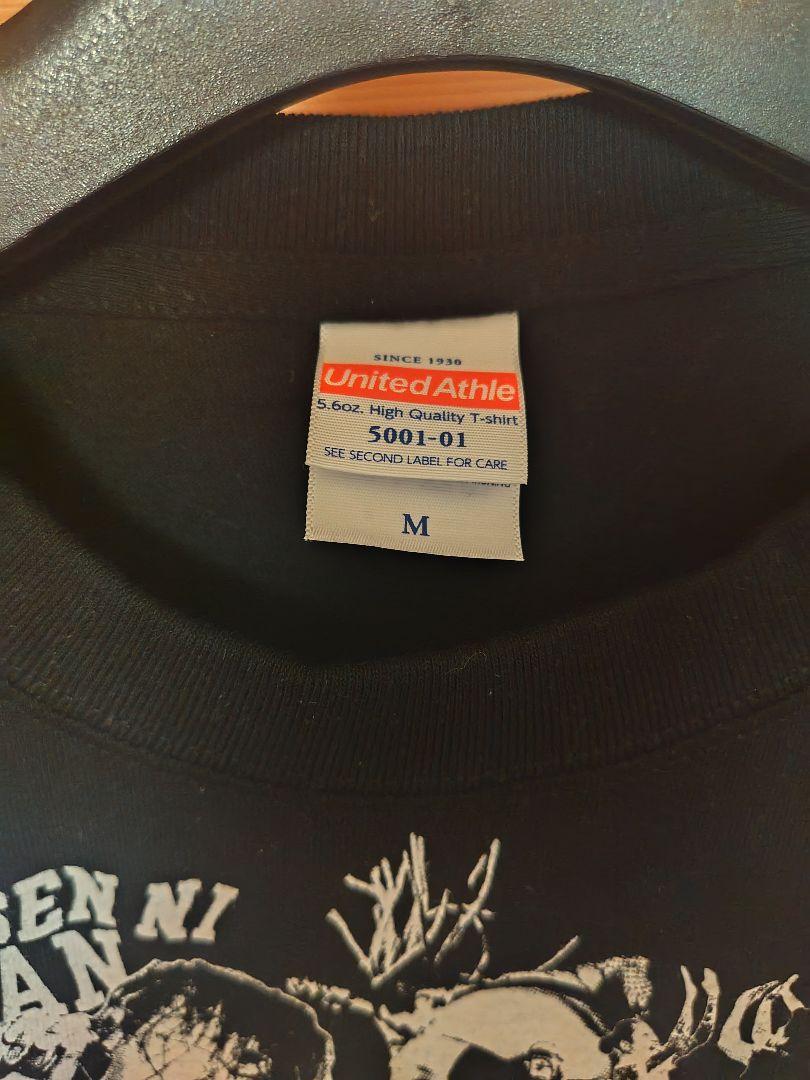 SINCE 1930
United Athle
5.6oz. High Quality T-shirt
5001-01
SEE SECOND LABEL FOR CARE
M
SEN NI
AN